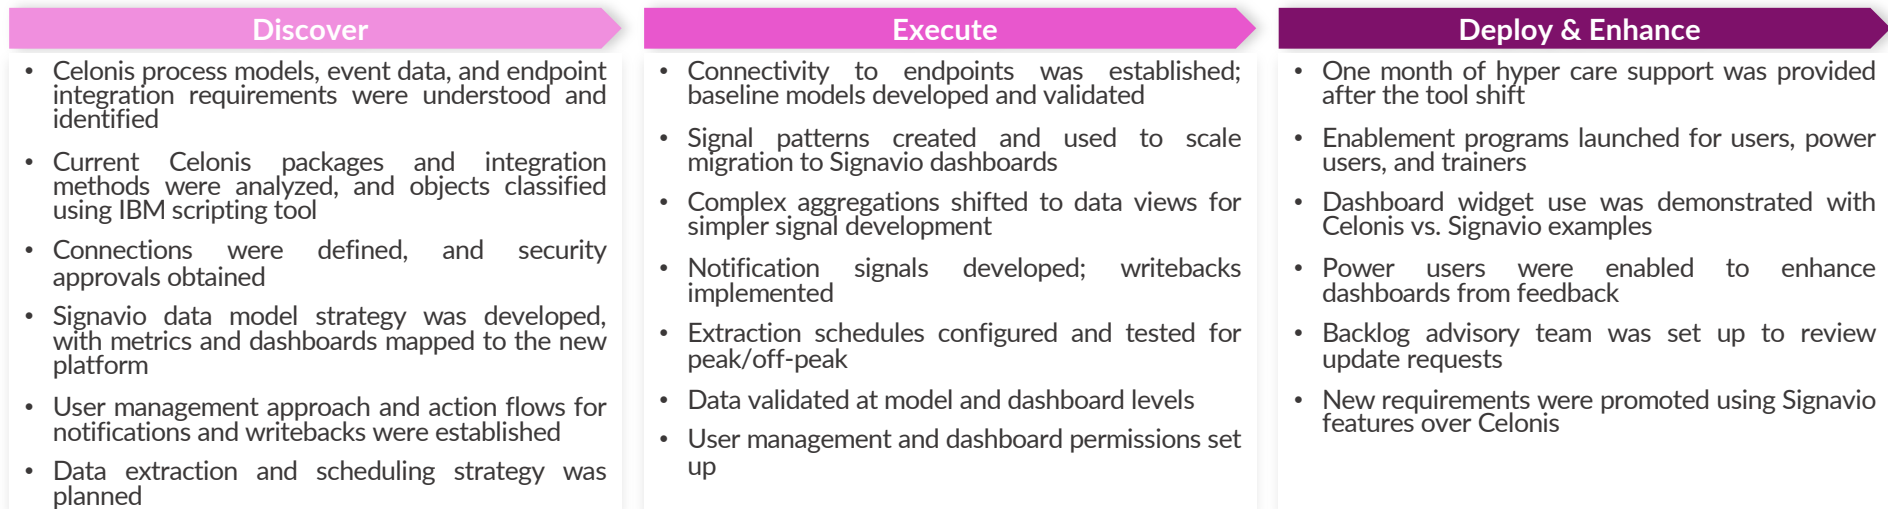 Discover
• Celonis process models, event data, and endpoint
integration requirements were understood and
identified
• Current Celonis packages and integration
methods were analyzed, and objects classified
using IBM scripting tool
• Connections were defined, and security
approvals obtained
• Signavio data model strategy was developed,
with metrics and dashboards mapped to the new
platform
• User management approach and action flows for
notifications and writebacks were established
• Data extraction and scheduling strategy was
planned
Execute
• Connectivity to endpoints was established;
baseline models developed and validated
• Signal patterns created and used to scale
migration to Signavio dashboards
• Complex aggregations shifted to data views for
simpler signal development
• Notification signals developed; writebacks
implemented
• Extraction schedules configured and tested for
peak/off-peak
• Data validated at model and dashboard levels
• User management and dashboard permissions set
up
Deploy & Enhance
• One month of hyper care support was provided
after the tool shift
• Enablement programs launched for users, power
users, and trainers
• Dashboard widget use was demonstrated with
Celonis vs. Signavio examples
• Power users were enabled to enhance
dashboards from feedback
• Backlog advisory team was set up to review
update requests
• New requirements were promoted using Signavio
features over Celonis